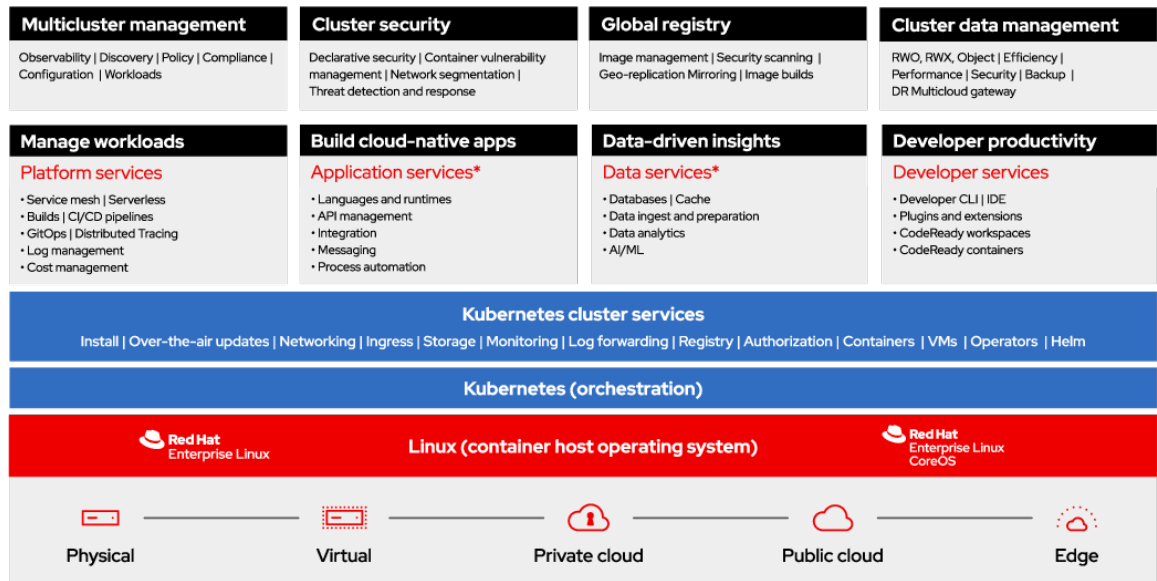 Multicluster management
Observability | Discovery | Policy | Compliance |
Configuration | Workloads
Cluster security
Declarative security | Container vulnerability
management | Network segmentation |
Threat detection and response
Global registry
Image management | Security scanning |
Geo-replication Mirroring | Image builds
Cluster data management
RWO, RWX, Object | Efficiency |
Performance | Security | Backup |
DR Multicloud gateway
Manage workloads
Platform services
• Service mesh | Serverless
• Builds | CI/CD pipelines
• GitOps | Distributed Tracing
• Log management
• Cost management
Build cloud-native apps
Application services*
• Languages and runtimes
• API management
• Integration
• Messaging
• Process automation
Data-driven insights
Data services*
• Databases | Cache
• Data ingest and preparation
• Data analytics
• AI/ML
Developer productivity
Developer services
• Developer CLI | IDE
• Plugins and extensions
• CodeReady workspaces
• CodeReady containers
Kubernetes cluster services
Install | Over-the-air updates | Networking | Ingress | Storage | Monitoring | Log forwarding | Registry | Authorization | Containers | VMs | Operators | Helm
Kubernetes (orchestration)
Red Hat
Enterprise Linux
Linux (container host operating system)
Red Hat
Enterprise Linux
CoreOS
Physical
Virtual
Private cloud
Public cloud
Edge